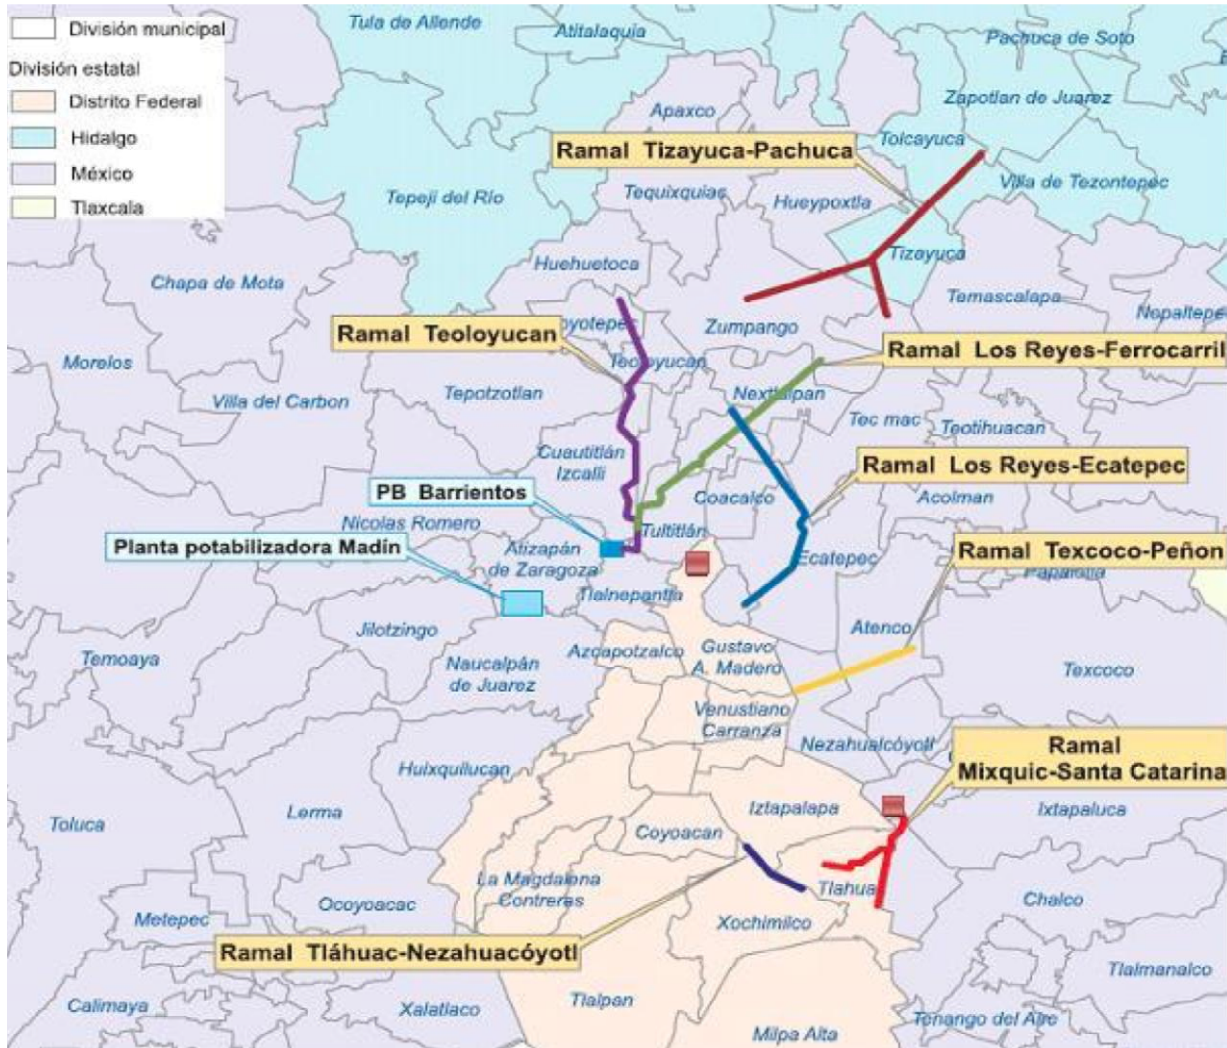 División municipal
División estatal
Distrito Federal
Hidalgo
México
Tlaxcala
Tula de Allende
Atitalaquia
Pachuca de Soto
Zapotlan de Juarez
Apaxco
Tolcayuca
Ramal Tizayuca-Pachuca
Villa de Tezontepec
Tepeji del Río
Tequixquiac
Hueypoxtla
Tizayuca
Huehuetoca
Chapa de Mota
Temascalapa
Nopaltepec
Coyotepec
Zumpango
Ramal Teoloyucan
Ramal Los Reyes-Ferrocarril
Morelos
Teoloyucan
Villa del Carbon
Tepotzotlan
Nextlalpan
Tec mac
Teotihuacan
Cuautitlán
Izcalli
Ramal Los Reyes-Ecatepec
PB Barrientos
Coacalco
Acolman
Nicolas Romero
Tultitlán
Planta potabilizadora Madín
Atizapán
de Zaragoza
Ecatepec
Ramal Texcoco-Peñon
Papalotla
Tlalnepantla
Jilotzingo
Atenco
Temoaya
Azcapotzalco
Gustavo
A. Madero
Naucalpán
de Juarez
Texcoco
Venustiano
Carranza
Nezahualcóyotl
Ramal
Mixquic-Santa Catarina
Huixquilucan
Toluca
Lerma
Iztapalapa
Ixtapaluca
Coyoacan
La Magdalena
Contreras
Tlahua
Chalco
Metepec
Ocoyoacac
Xochimilco
Ramal Tláhuac-Nezahuacóyotl
Tlalmanalco
Calimaya
Xalatlaco
Tlalpan
Milpa Alta
Tenango del Aire